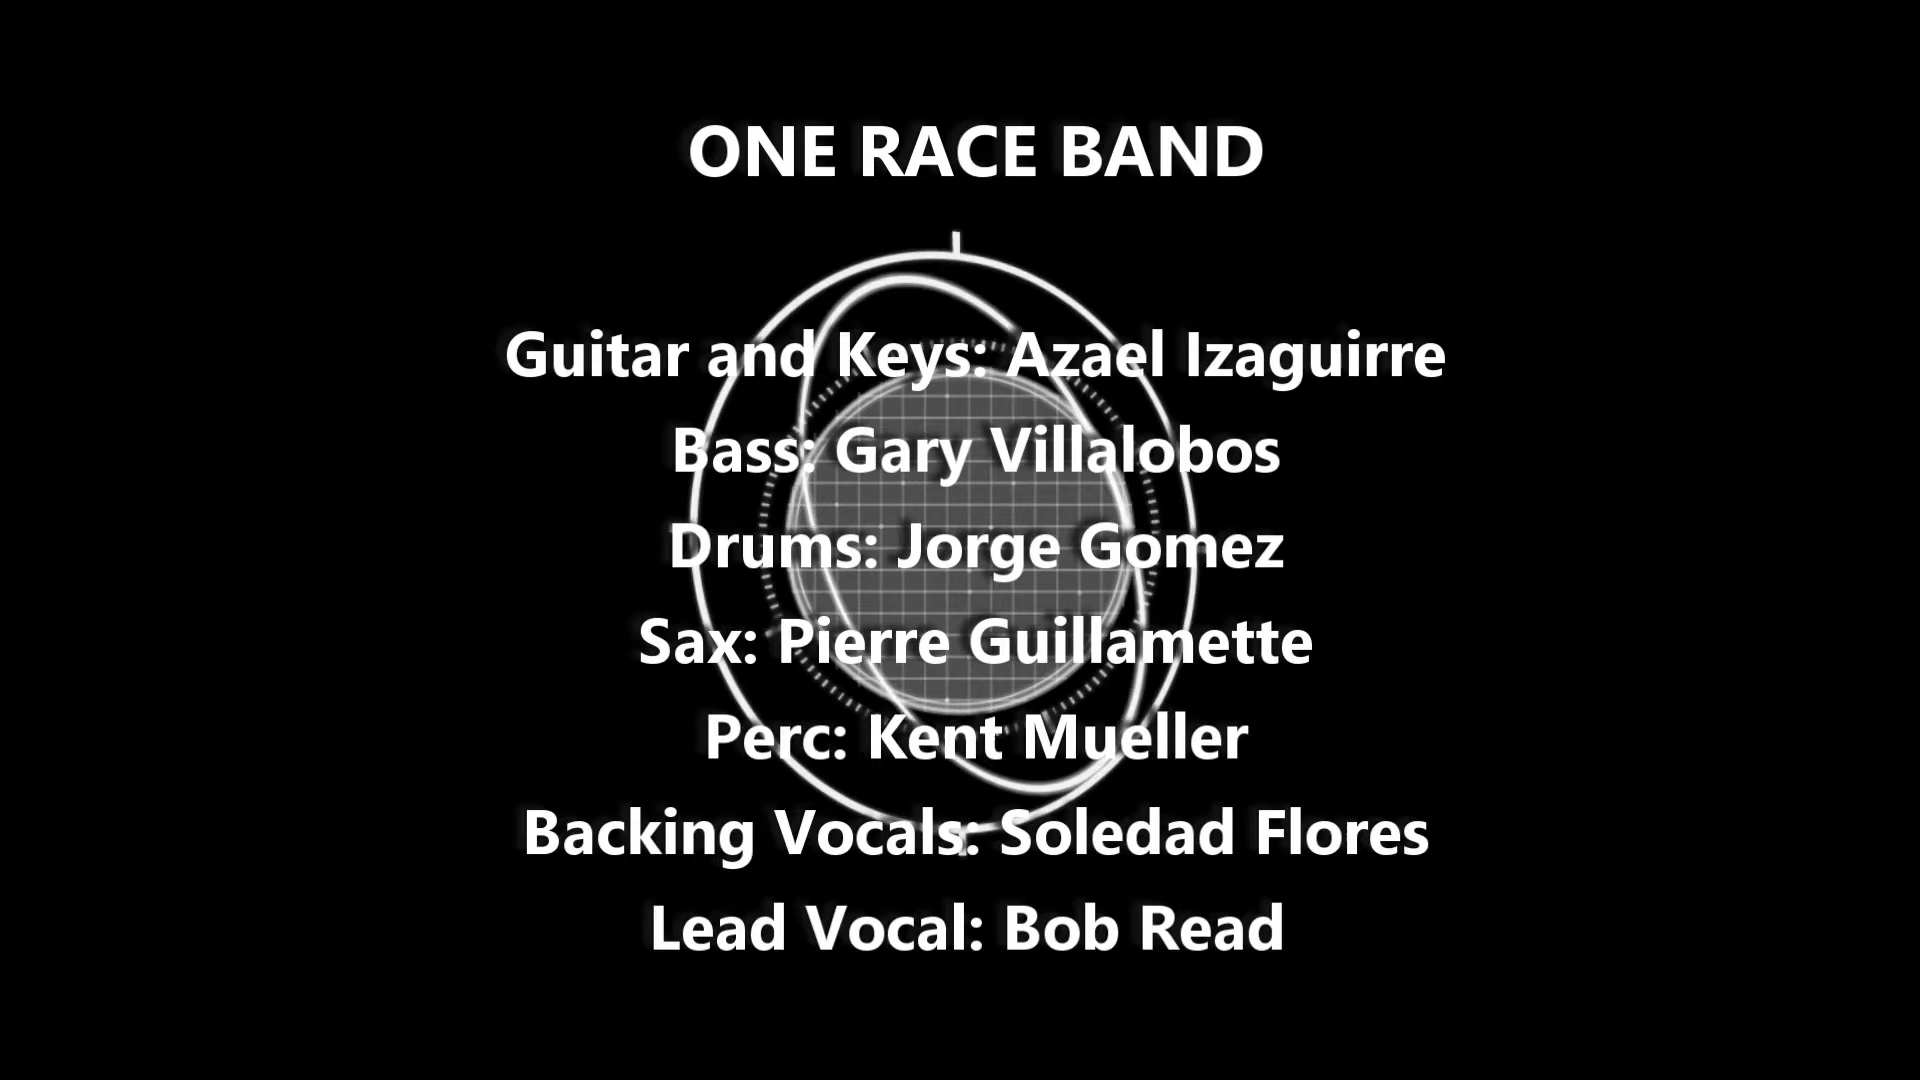 ONE RACE BAND
Guitar and Keys: Azael Izaguirre
Bass: Gary Villalobos
Drums: Jorge Gomez
Sax: Pierre Guillamette
Perc: Kent Mueller
Backing Vocals: Soledad Flores
Lead Vocal: Bob Read